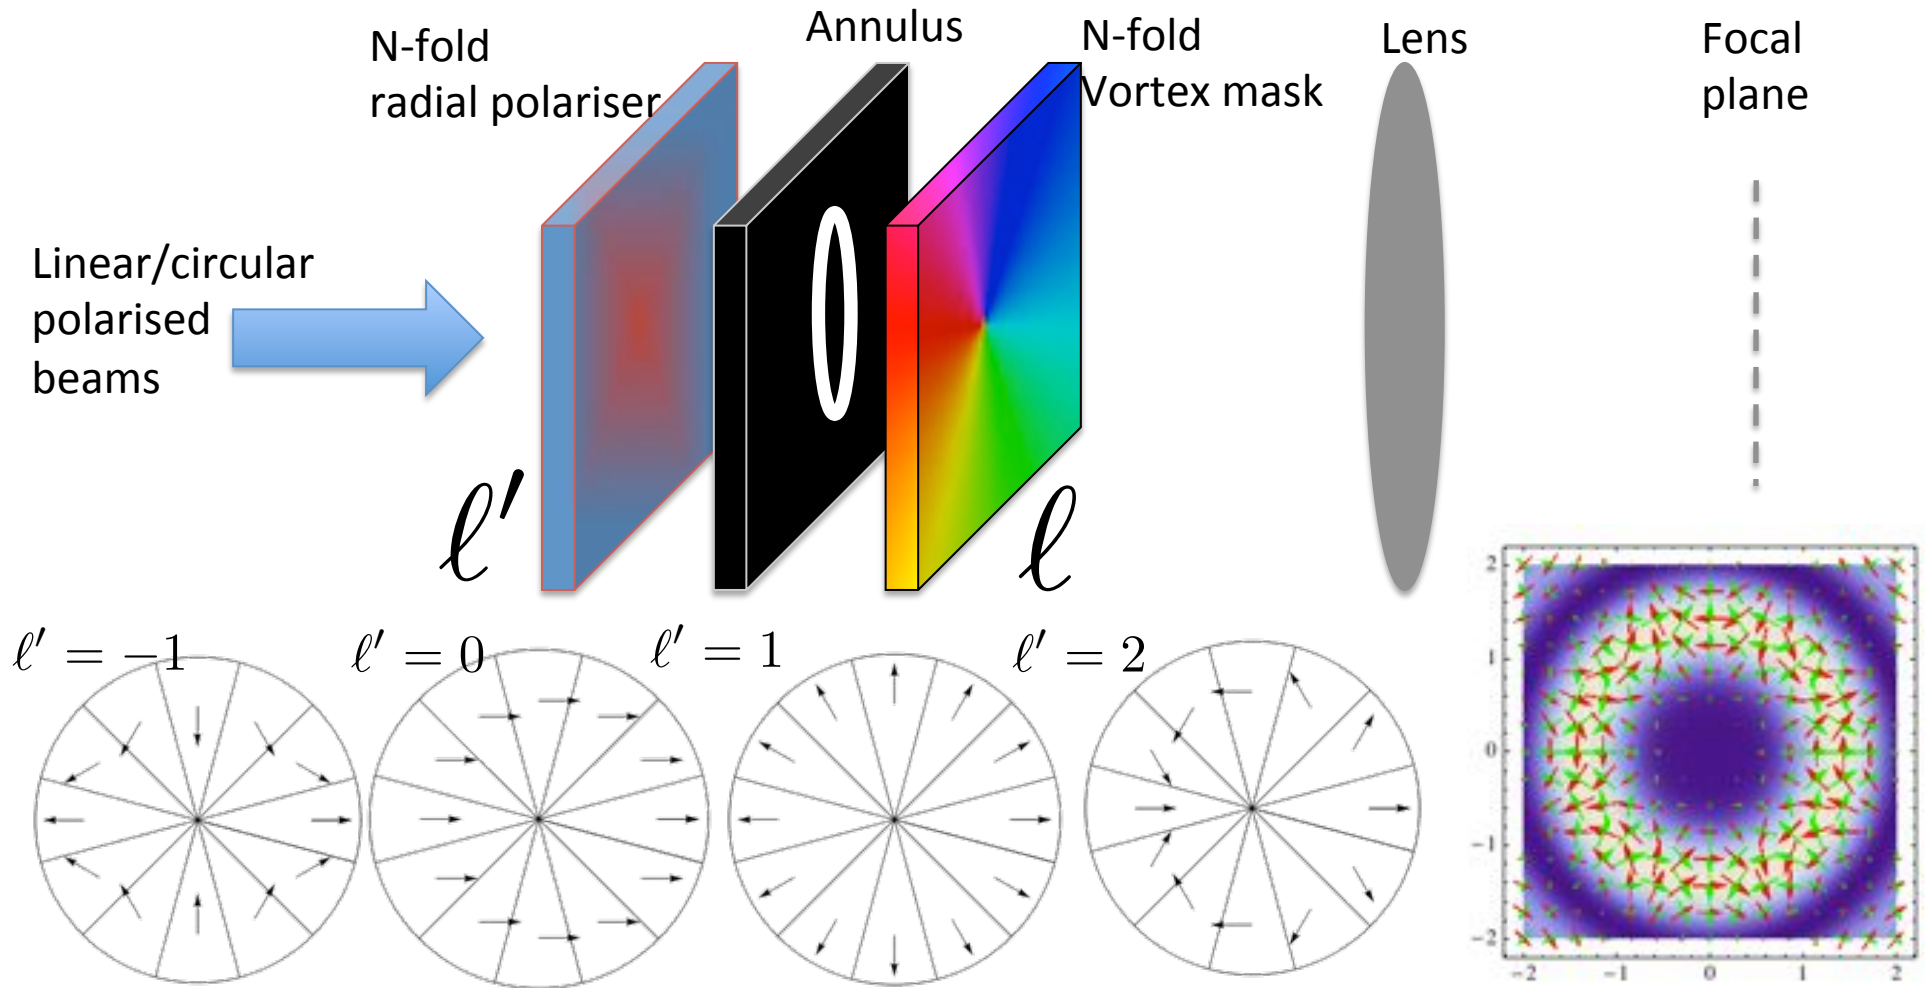 N-fold
radial polariser
Annulus
N-fold
Vortex mask
Lens
Focal
plane
Linear/circular
polarised
beams
ℓ′
ℓ
ℓ′ = −1
ℓ′ = 0
ℓ′ = 1
ℓ′ = 2
2
1
0
−1
−2
−2 −1 0 1 2